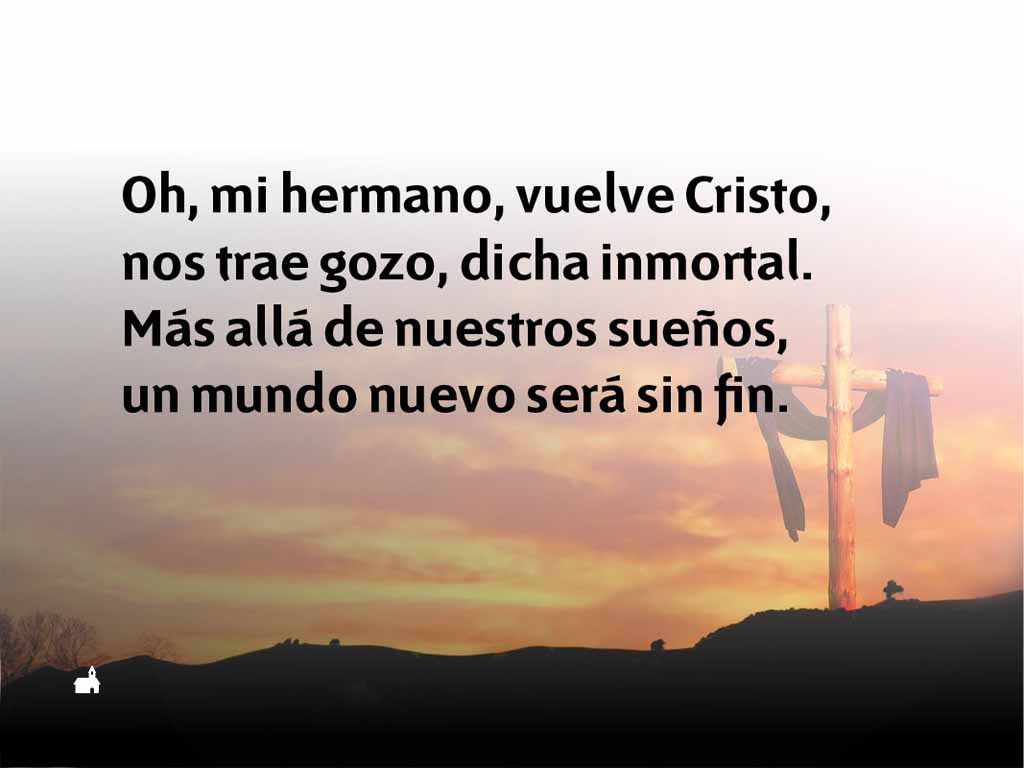 Oh, mi hermano, vuelve Cristo,
nos trae gozo, dicha inmortal.
Más allá de nuestros sueños,
un mundo nuevo será sin fin.